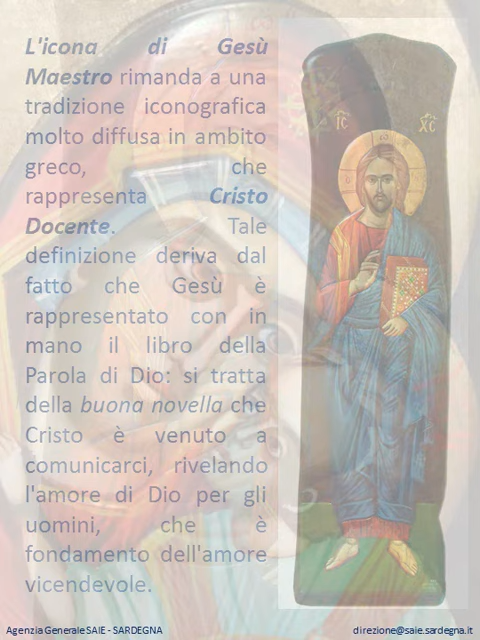 L'icona di Gesù
Maestro rimanda a una
tradizione iconografica
molto diffusa in ambito
greco, che
rappresenta Cristo
Docente. Tale
definizione deriva dal
fatto che Gesù è
rappresentato con in
mano il libro della
Parola di Dio: si tratta
della buona novella che
Cristo è venuto a
comunicarci, rivelando
l'amore di Dio per gli
uomini, che è
fondamento dell'amore
vicendevole.
IC XC
Agenzia Generale SAIE - SARDEGNA direzione@saie.sardegna.it